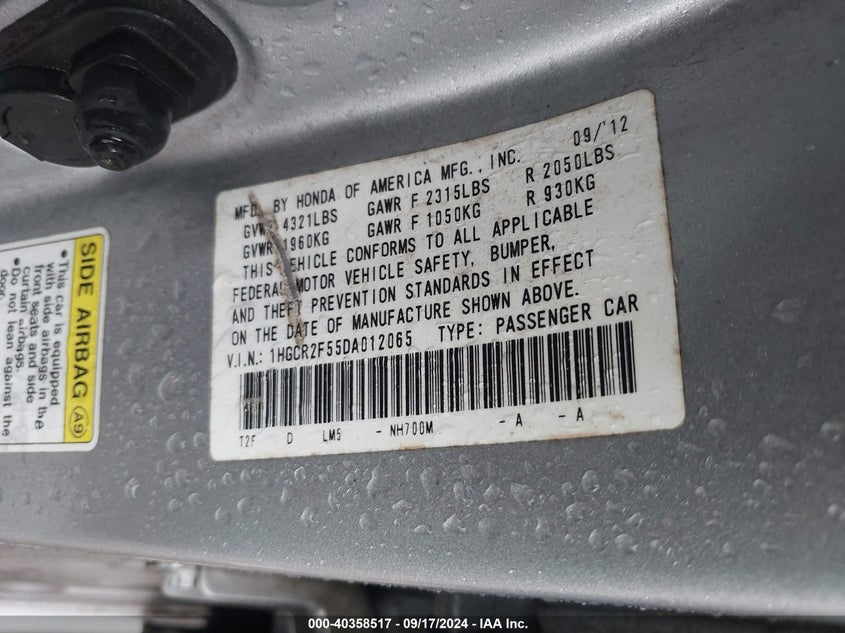 MFD. BY HONDA OF AMERICA MFG., INC. 09/'12
GVWR 4321LBS GAWR F 2315LBS R 2050LBS
GVWR 1960KG GAWR F 1050KG R 930KG
THIS VEHICLE CONFORMS TO ALL APPLICABLE
FEDERAL MOTOR VEHICLE SAFETY, BUMPER,
AND THEFT PREVENTION STANDARDS IN EFFECT
ON THE DATE OF MANUFACTURE SHOWN ABOVE.
V.I.N.: 1HGCR2F55DA012065 TYPE: PASSENGER CAR
T2F D LM5 - NH700M - A - A
SIDE AIRBAG A9
•This car is equipped
with side airbags in the
front seats and side
curtain airbags.
•Do not lean against the
door.
000-40358517 - 09/17/2024 - IAA Inc.